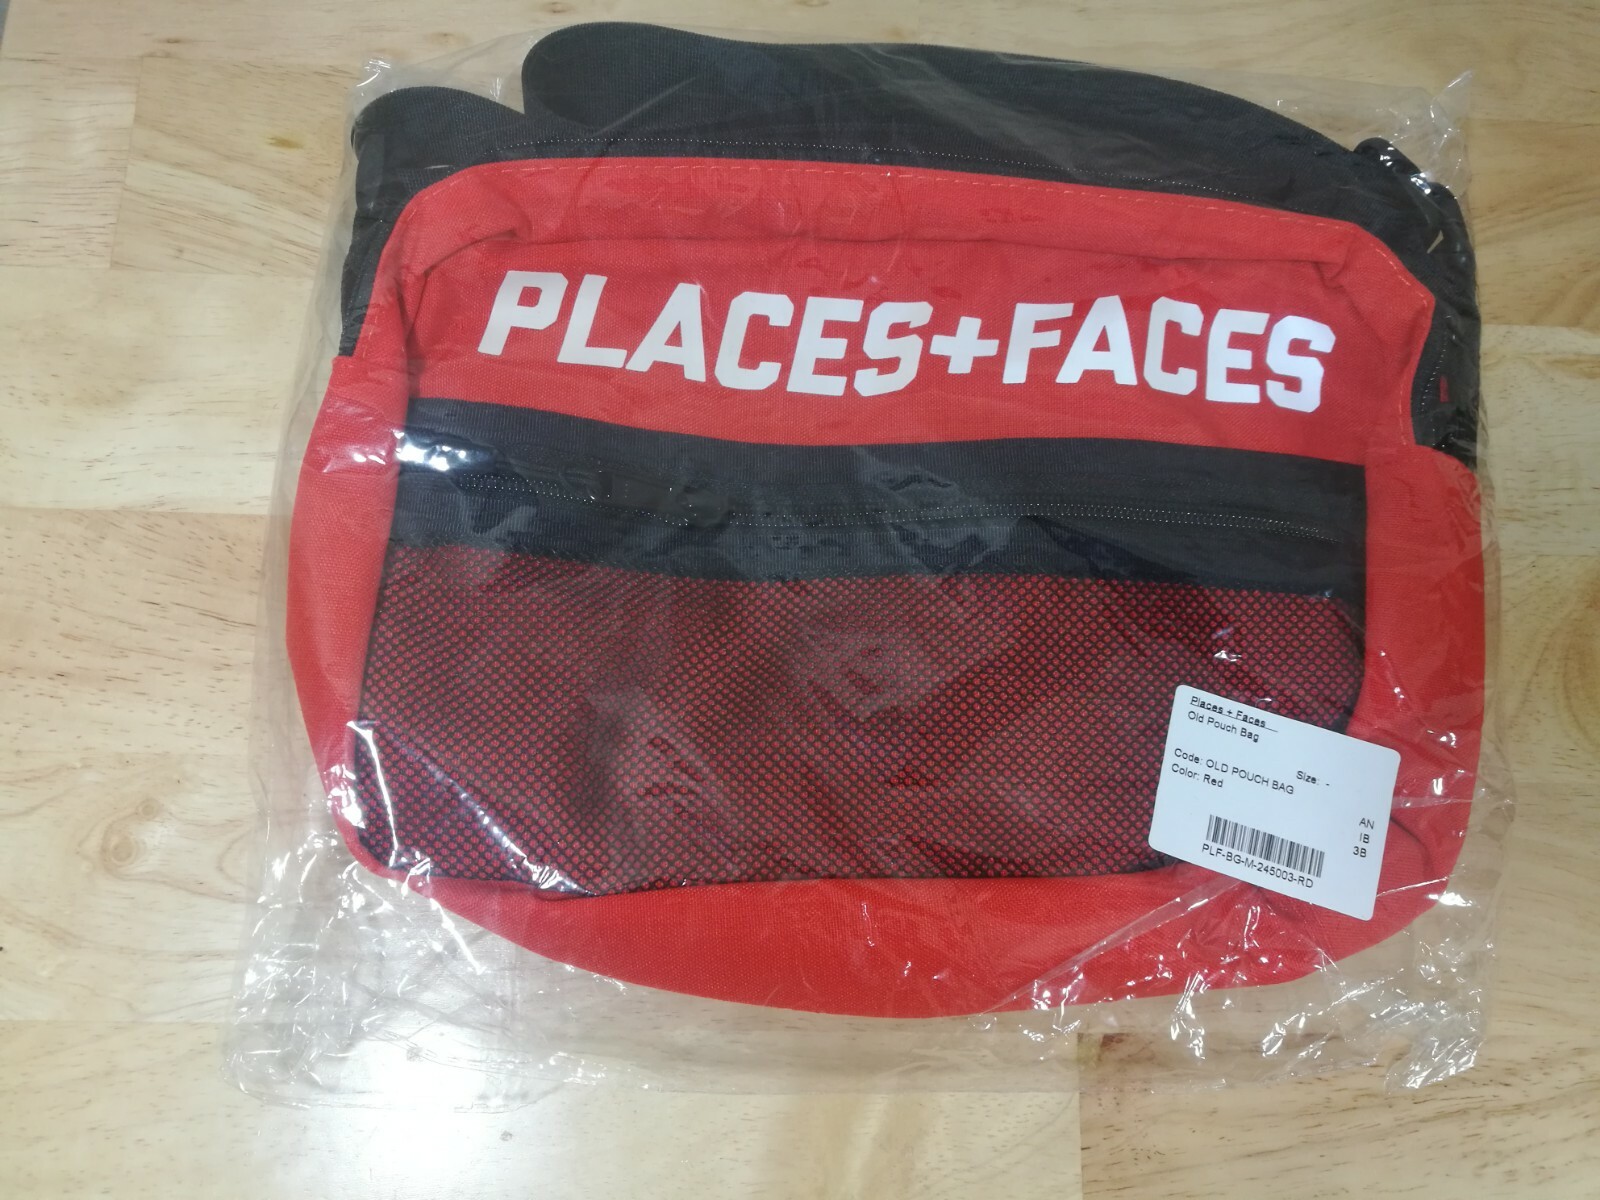 PLACES+FACES
Places + Faces
Old Pouch Bag
Code: OLD POUCH BAG Size: -
Color: Red
AN
IB
3B
PLF-BG-M-245003-RD